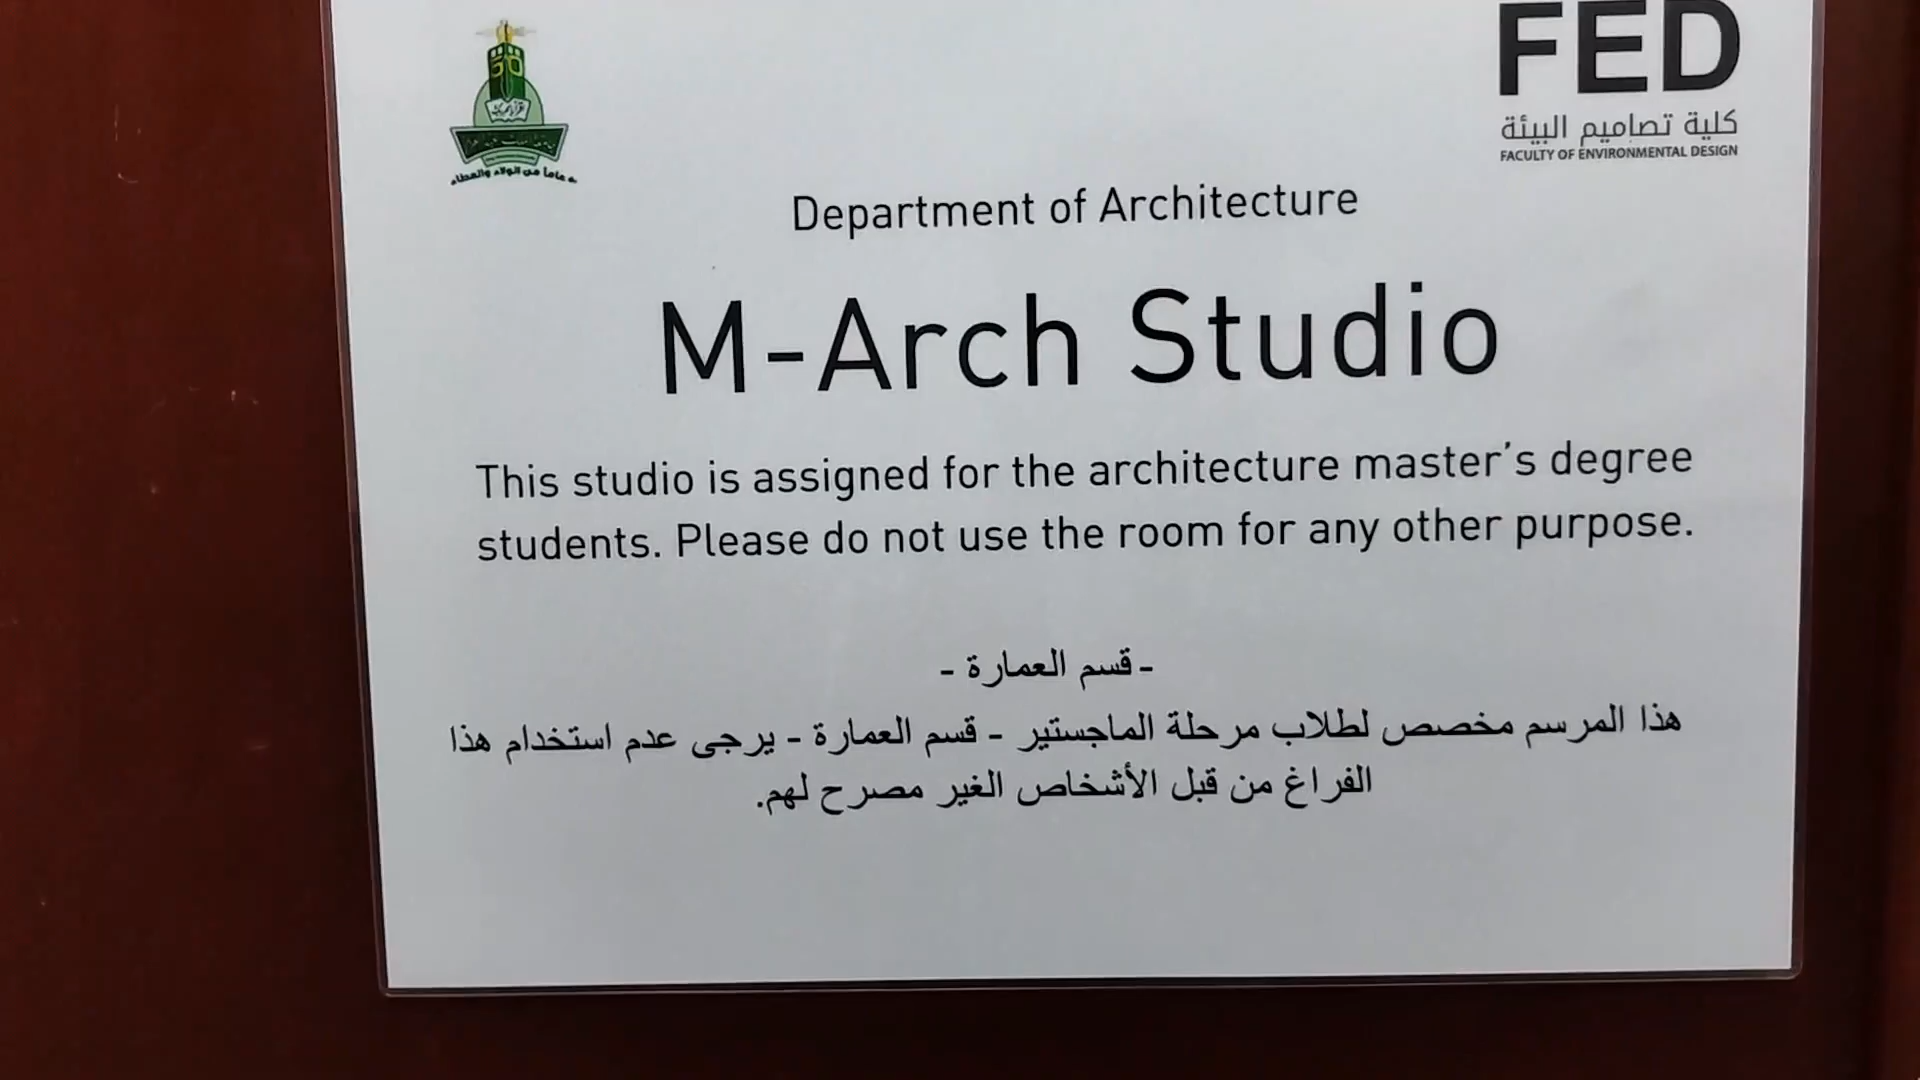 FED
كلية تصاميم البيئة
FACULTY OF ENVIRONMENTAL DESIGN
Department of Architecture
M-Arch Studio
This studio is assigned for the architecture master's degree
students. Please do not use the room for any other purpose.
- قسم العمارة -
هذا المرسم مخصص لطلاب مرحلة الماجستير - قسم العمارة - يرجى عدم استخدام هذا
الفراغ من قبل الأشخاص الغير مصرح لهم.